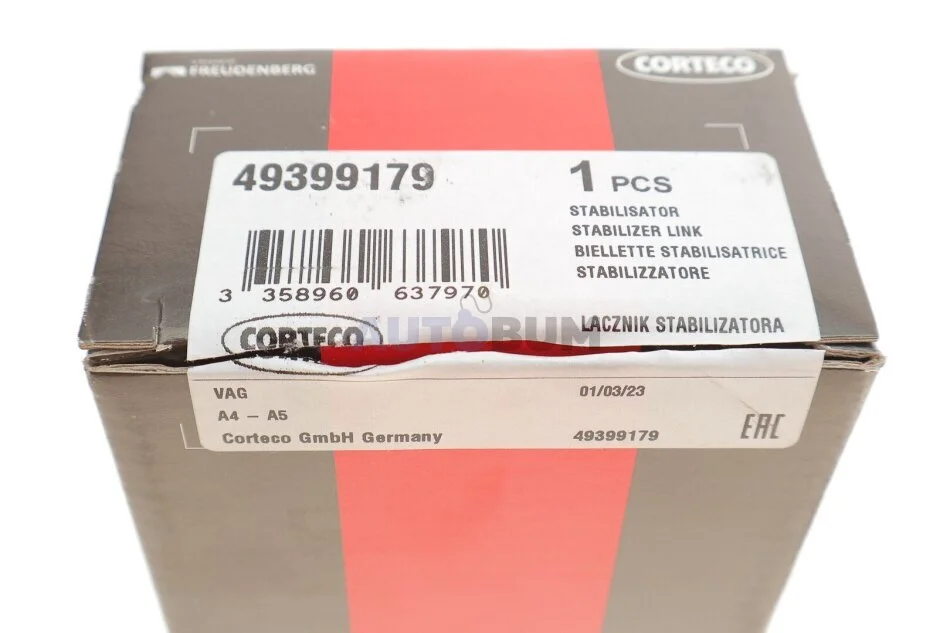 FREUDENBERG
CORTECO
49399179
1 PCS
STABILISATOR
STABILIZER LINK
BIELLETTE STABILISATRICE
STABILIZZATORE
3 358960 637970
AUTOBUM
LACZNIK STABILIZATORA
CORTECO
VAG
01/03/23
A4 - A5
Corteco GmbH Germany
49399179
EAC